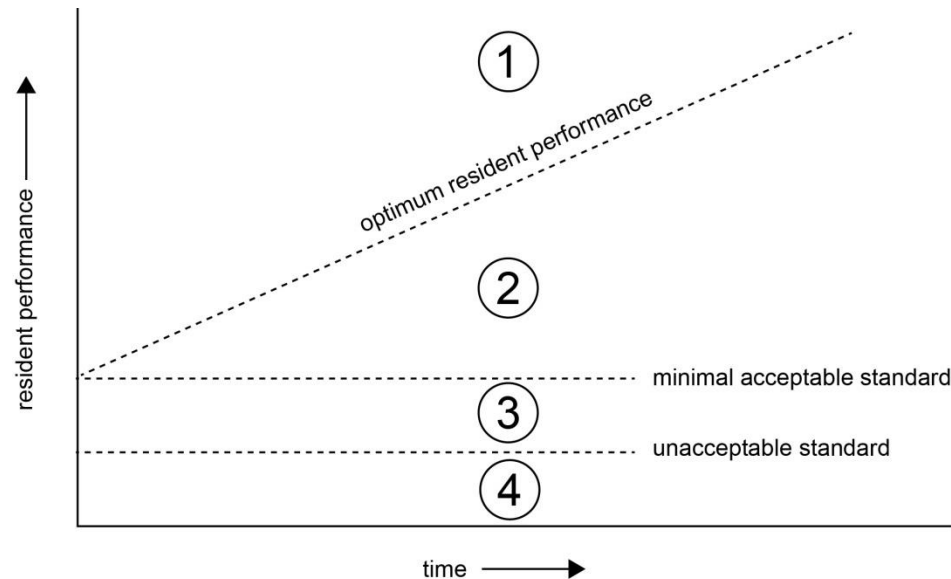 1
optimum resident performance
resident performance
2
minimal acceptable standard
3
unacceptable standard
4
time